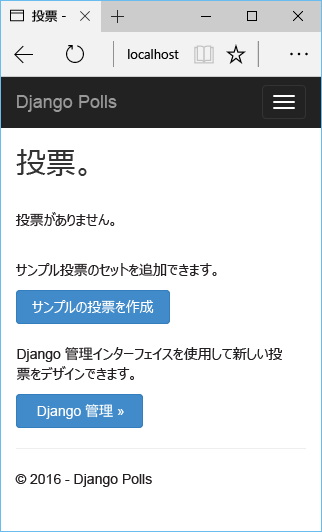 投票 -
localhost
Django Polls
投票。
投票がありません。
サンプル投票のセットを追加できます。
サンプルの投票を作成
Django 管理インターフェイスを使用して新しい投
票をデザインできます。
Django 管理 »
© 2016 - Django Polls